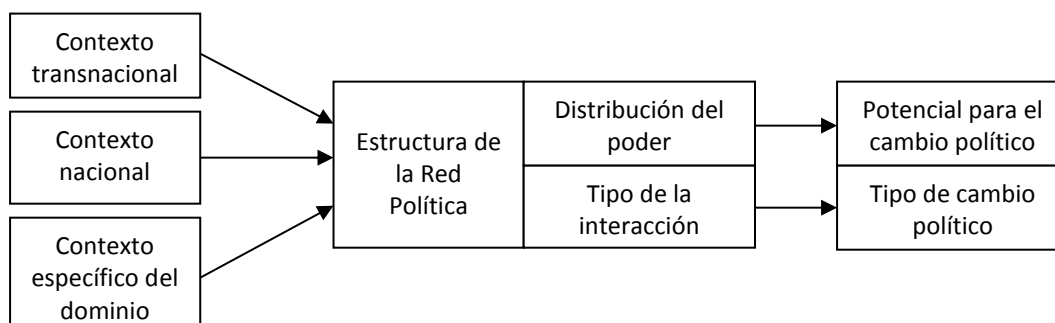 Contexto
transnacional
Contexto
nacional
Contexto
específico del
dominio
Estructura de
la Red
Política
Distribución del
poder
Tipo de la
interacción
Potencial para el
cambio político
Tipo de cambio
político